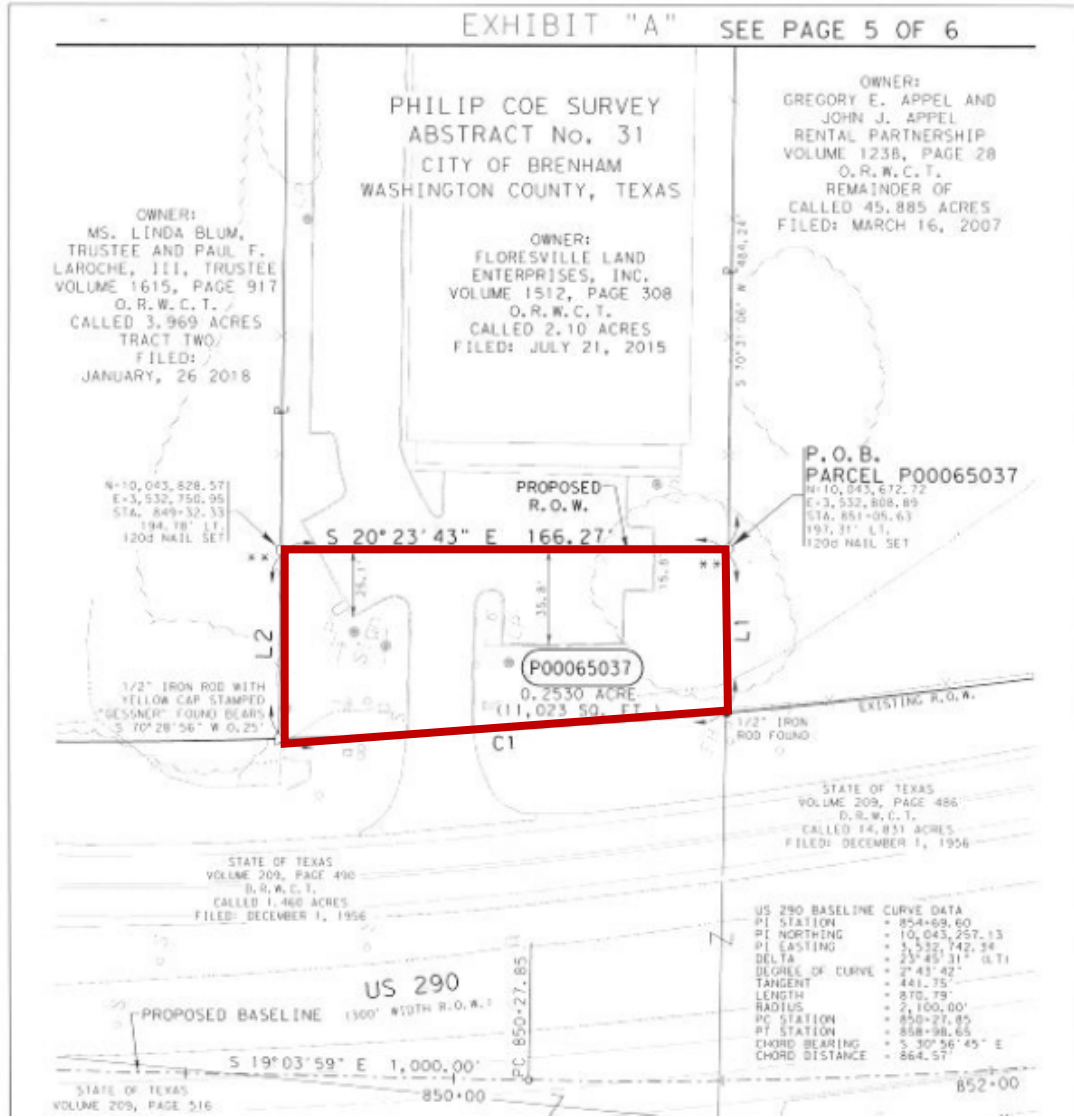 EXHIBIT "A"
SEE PAGE 5 OF 6
PHILIP COE SURVEY
ABSTRACT No. 31
CITY OF BRENHAM
WASHINGTON COUNTY, TEXAS
OWNER:
GREGORY E. APPEL AND
JOHN J. APPEL
RENTAL PARTNERSHIP
VOLUME 1238, PAGE 28
O.R.W.C.T.
REMAINDER OF
CALLED 45.885 ACRES
FILED: MARCH 16, 2007
OWNER:
MS. LINDA BLUM,
TRUSTEE AND PAUL F.
LAROCHE, III, TRUSTEE
VOLUME 1615, PAGE 917
O.R.W.C.T.
CALLED 3.969 ACRES
TRACT TWO
FILED:
JANUARY, 26 2018
OWNER:
FLORESVILLE LAND
ENTERPRISES, INC.
VOLUME 1512, PAGE 308
O.R.W.C.T.
CALLED 2.10 ACRES
FILED: JULY 21, 2015
S 70°31'06" W 484.24'
P.O.B.
PARCEL P00065037
N=10,043,672.72
E=3,532,808.89
STA. 851+05.63
197.31' LT.
120d NAIL SET
N=10,043,828.57
E=3,532,750.95
STA. 849+32.33
194.78' LT.
120d NAIL SET
PROPOSED
R.O.W.
S 20°23'43" E 166.27
**
**
26.1'
35.8'
15.8'
L2
L1
P00065037
0.2530 ACRE
(11,023 SQ. FT.)
1/2" IRON ROD WITH
YELLOW CAP STAMPED
"GESSNER" FOUND BEARS
S 70°28'56" W 0.25'
C1
EXISTING R.O.W.
1/2" IRON
ROD FOUND
STATE OF TEXAS
VOLUME 209, PAGE 486
D.R.W.C.T.
CALLED 14.831 ACRES
FILED: DECEMBER 1, 1956
STATE OF TEXAS
VOLUME 209, PAGE 490
D.R.W.C.T.
CALLED 1.460 ACRES
FILED: DECEMBER 1, 1956
US 290 BASELINE CURVE DATA
PI STATION = 854+69.60
PI NORTHING = 10,043,257.13
PI EASTING = 3,532,742.34
DELTA = 23°45'31" (LT)
DEGREE OF CURVE = 2°43'42"
TANGENT = 441.75'
LENGTH = 870.79'
RADIUS = 2,100.00'
PC STATION = 850+27.85
PT STATION = 858+98.65
CHORD BEARING = S 30°56'45" E
CHORD DISTANCE = 864.57'
US 290
(300' WIDTH R.O.W.)
PROPOSED BASELINE
PC 850+27.85
S 19°03'59" E 1,000.00'
850+00
852+00
STATE OF TEXAS
VOLUME 209, PAGE 516